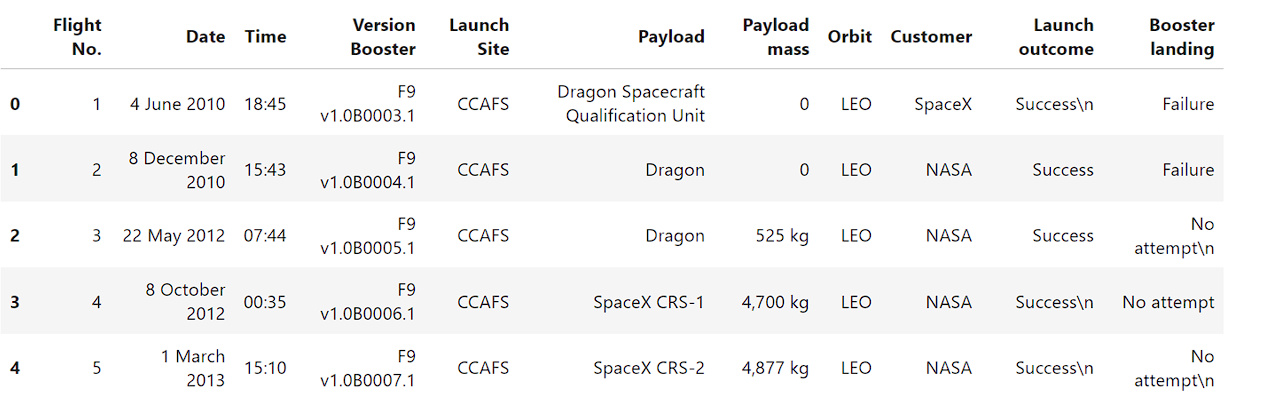 Flight No. Date Time Version Booster Launch Site Payload Payload mass Orbit Customer Launch outcome Booster landing
0 1 4 June 2010 18:45 F9 v1.0B0003.1 CCAFS Dragon Spacecraft Qualification Unit 0 LEO SpaceX Success\n Failure
1 2 8 December 2010 15:43 F9 v1.0B0004.1 CCAFS Dragon 0 LEO NASA Success Failure
2 3 22 May 2012 07:44 F9 v1.0B0005.1 CCAFS Dragon 525 kg LEO NASA Success No attempt\n
3 4 8 October 2012 00:35 F9 v1.0B0006.1 CCAFS SpaceX CRS-1 4,700 kg LEO NASA Success\n No attempt
4 5 1 March 2013 15:10 F9 v1.0B0007.1 CCAFS SpaceX CRS-2 4,877 kg LEO NASA Success\n No attempt\n